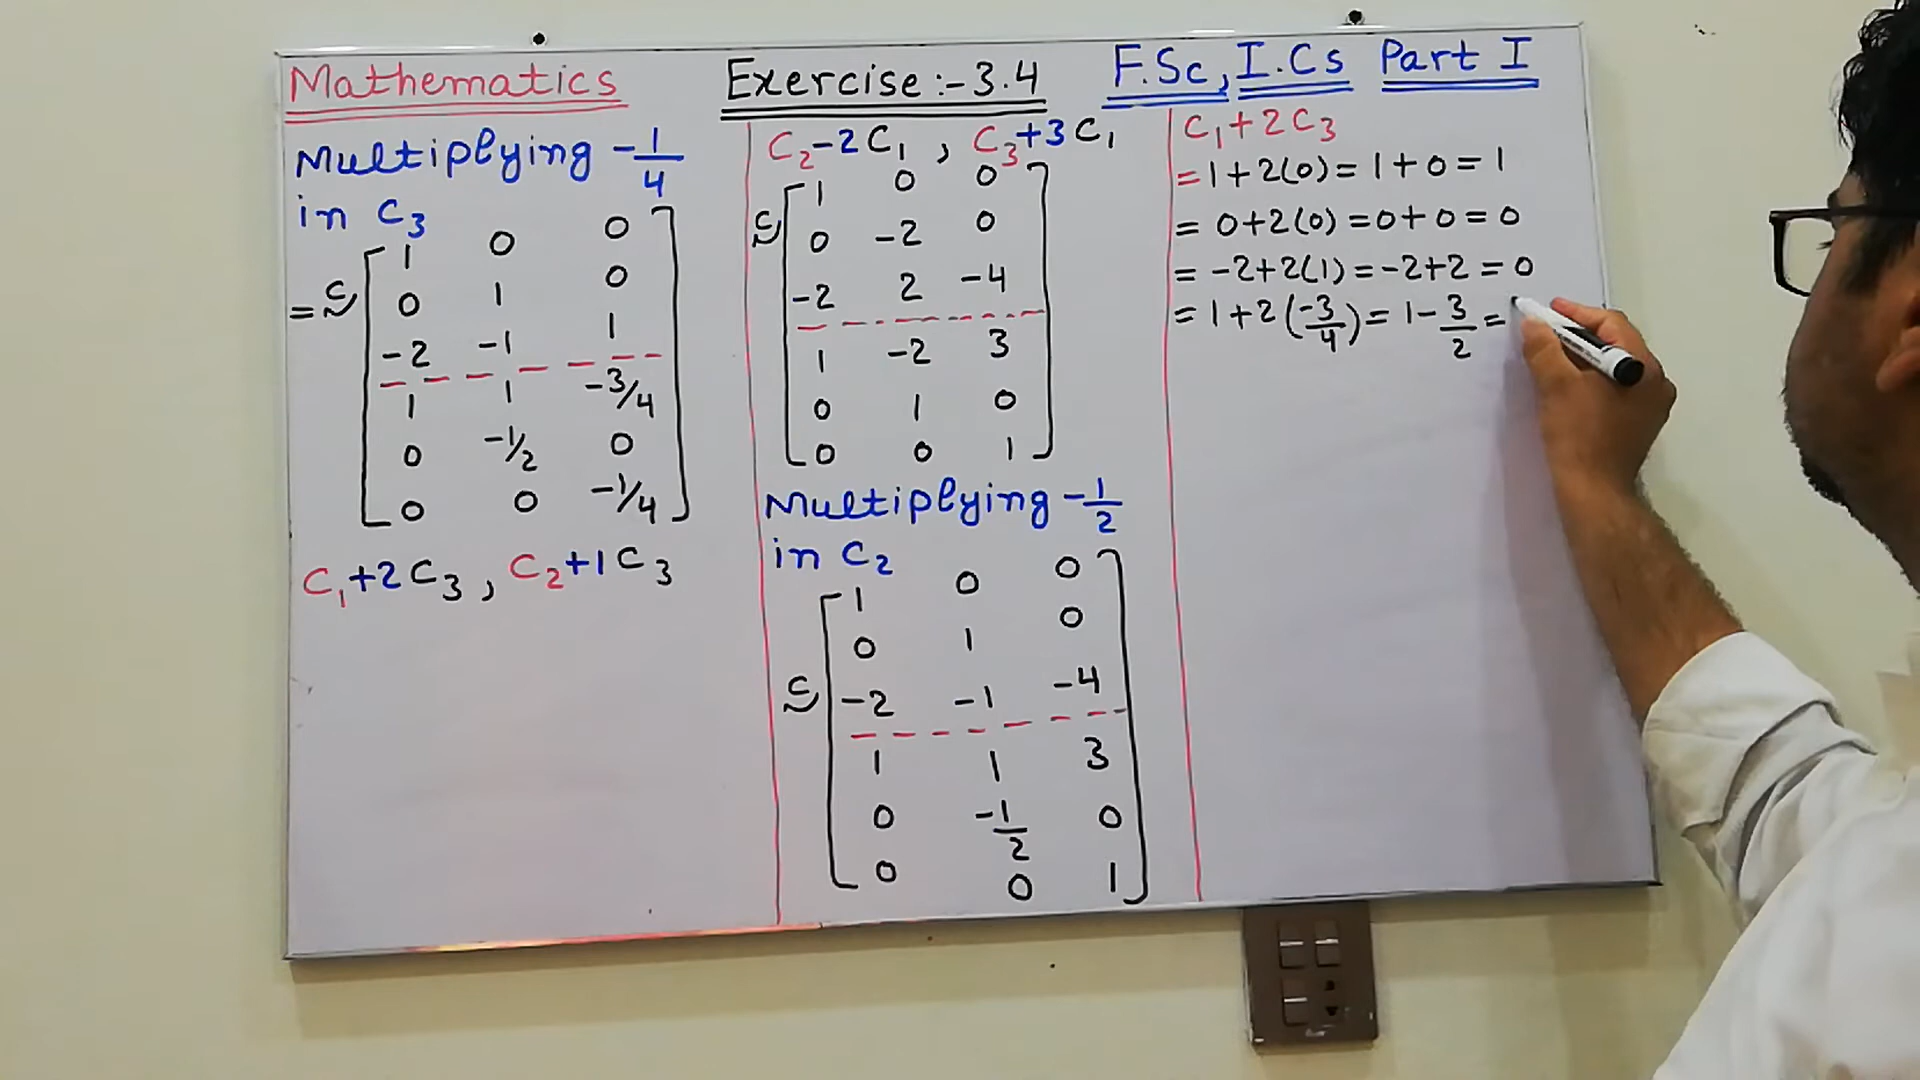 Mathematics
Exercise:-3.4
F.Sc, I.Cs Part I
Multiplying -1/4
in C3
1 0 0
0 1 0
=C~
-2 -1 1
1 1 -3/4
0 -1/2 0
0 0 -1/4
C1+2C3, C2+1C3
C2-2C1, C3+3C1
1 0 0
C~
0 -2 0
-2 2 -4
1 -2 3
0 1 0
0 0 1
Multiplying -1/2
in C2
1 0 0
0 1 0
C~
-2 -1 -4
1 1 3
0 -1/2 0
0 0 1
C1+2C3
=1+2(0)=1+0=1
=0+2(0)=0+0=0
=-2+2(1)=-2+2=0
=1+2(-3/4)=1-3/2=